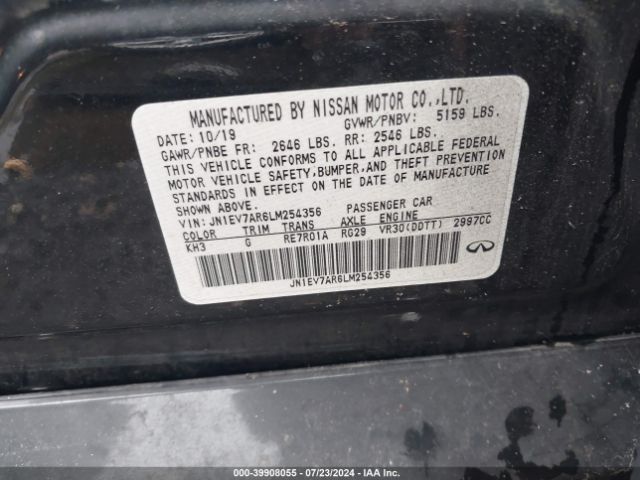 MANUFACTURED BY NISSAN MOTOR CO.,LTD.
DATE: 10/19 GVWR/PNBV: 5159 LBS.
GAWR/PNBE FR: 2646 LBS. RR: 2546 LBS.
THIS VEHICLE CONFORMS TO ALL APPLICABLE FEDERAL
MOTOR VEHICLE SAFETY,BUMPER,AND THEFT PREVENTION
STANDARDS IN EFFECT ON THE DATE OF MANUFACTURE
SHOWN ABOVE.
VIN: JN1EV7AR6LM254356 PASSENGER CAR
COLOR TRIM TRANS AXLE ENGINE
KH3 G RE7R01A RG29 VR30(DDTT) 2997CC
JN1EV7AR6LM254356
000-39908055 / 07/23/2024 / IAA Inc.